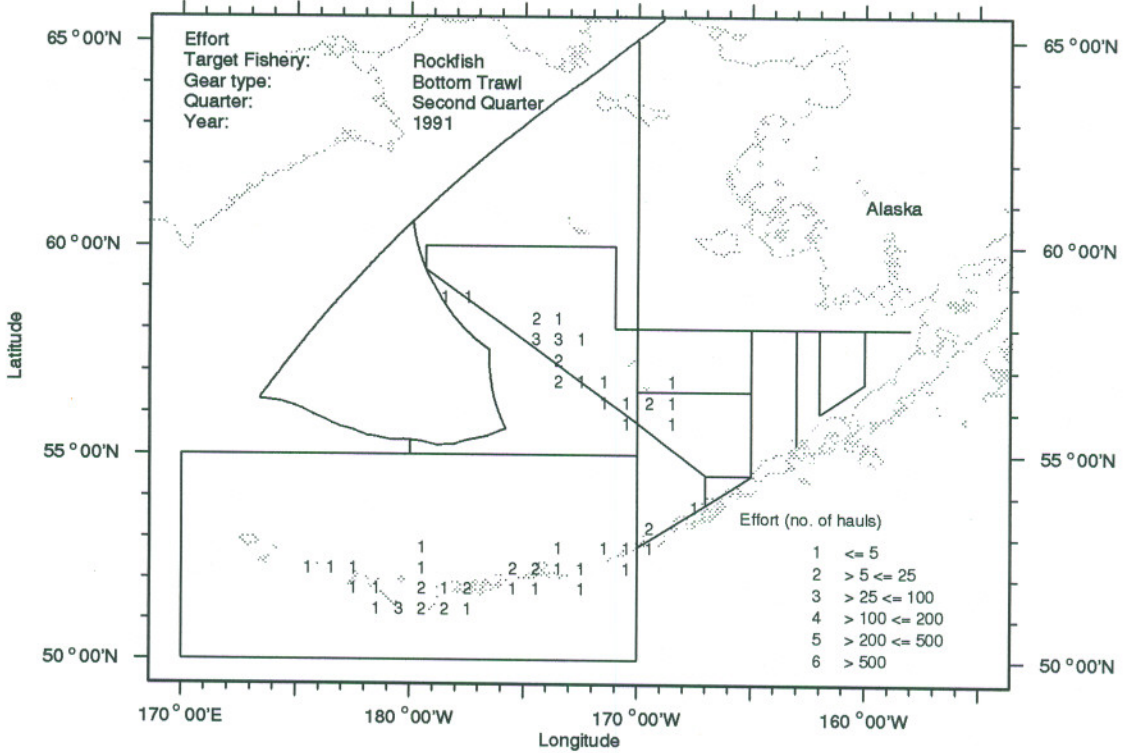 65°00'N
65°00'N
Effort
Target Fishery: Rockfish
Gear type: Bottom Trawl
Quarter: Second Quarter
Year: 1991
Alaska
60°00'N
60°00'N
1 1
2 1
3 3 1
2
2 1 1 1
1 1 2 1
1 1
Latitude
55°00'N
55°00'N
1
2
1 1 1 1 1
1 1 1 1 2 2 1 1 1
1 1 2 1 2 1 1 1
1 3 2 2 1
Effort (no. of hauls)
1 <= 5
2 > 5 <= 25
3 > 25 <= 100
4 > 100 <= 200
5 > 200 <= 500
6 > 500
50°00'N
50°00'N
170°00'E
180°00'W
170°00'W
160°00'W
Longitude